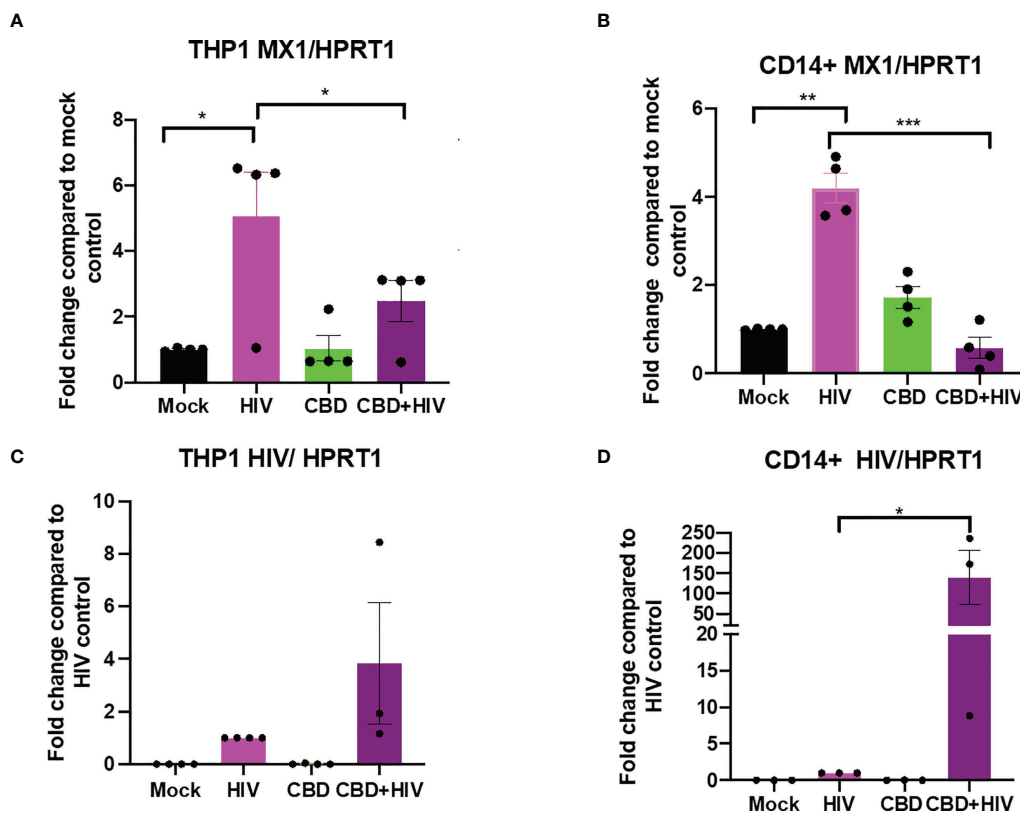 A
THP1 MX1/HPRT1
Fold change compared to mock
control
8
6
4
2
0
*
*
Mock HIV CBD CBD+HIV
B
CD14+ MX1/HPRT1
Fold change compared to mock
control
6
4
2
0
**
***
Mock HIV CBD CBD+HIV
C
THP1 HIV/ HPRT1
Fold change compared to
HIV control
10
8
6
4
2
0
Mock HIV CBD CBD+HIV
D
CD14+ HIV/HPRT1
Fold change compared to
HIV control
250
200
150
100
50
20
15
10
5
0
*
Mock HIV CBD CBD+HIV